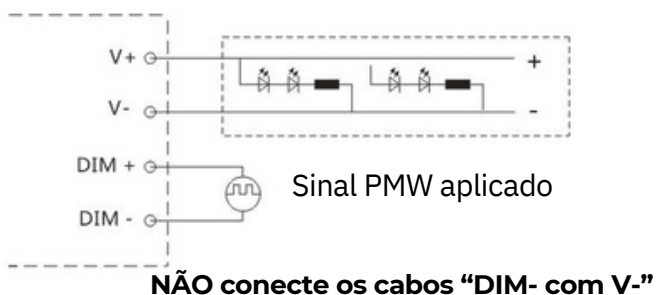 V+
+
V-
-
DIM +
Sinal PMW aplicado
DIM -
NÃO conecte os cabos “DIM- com V-”